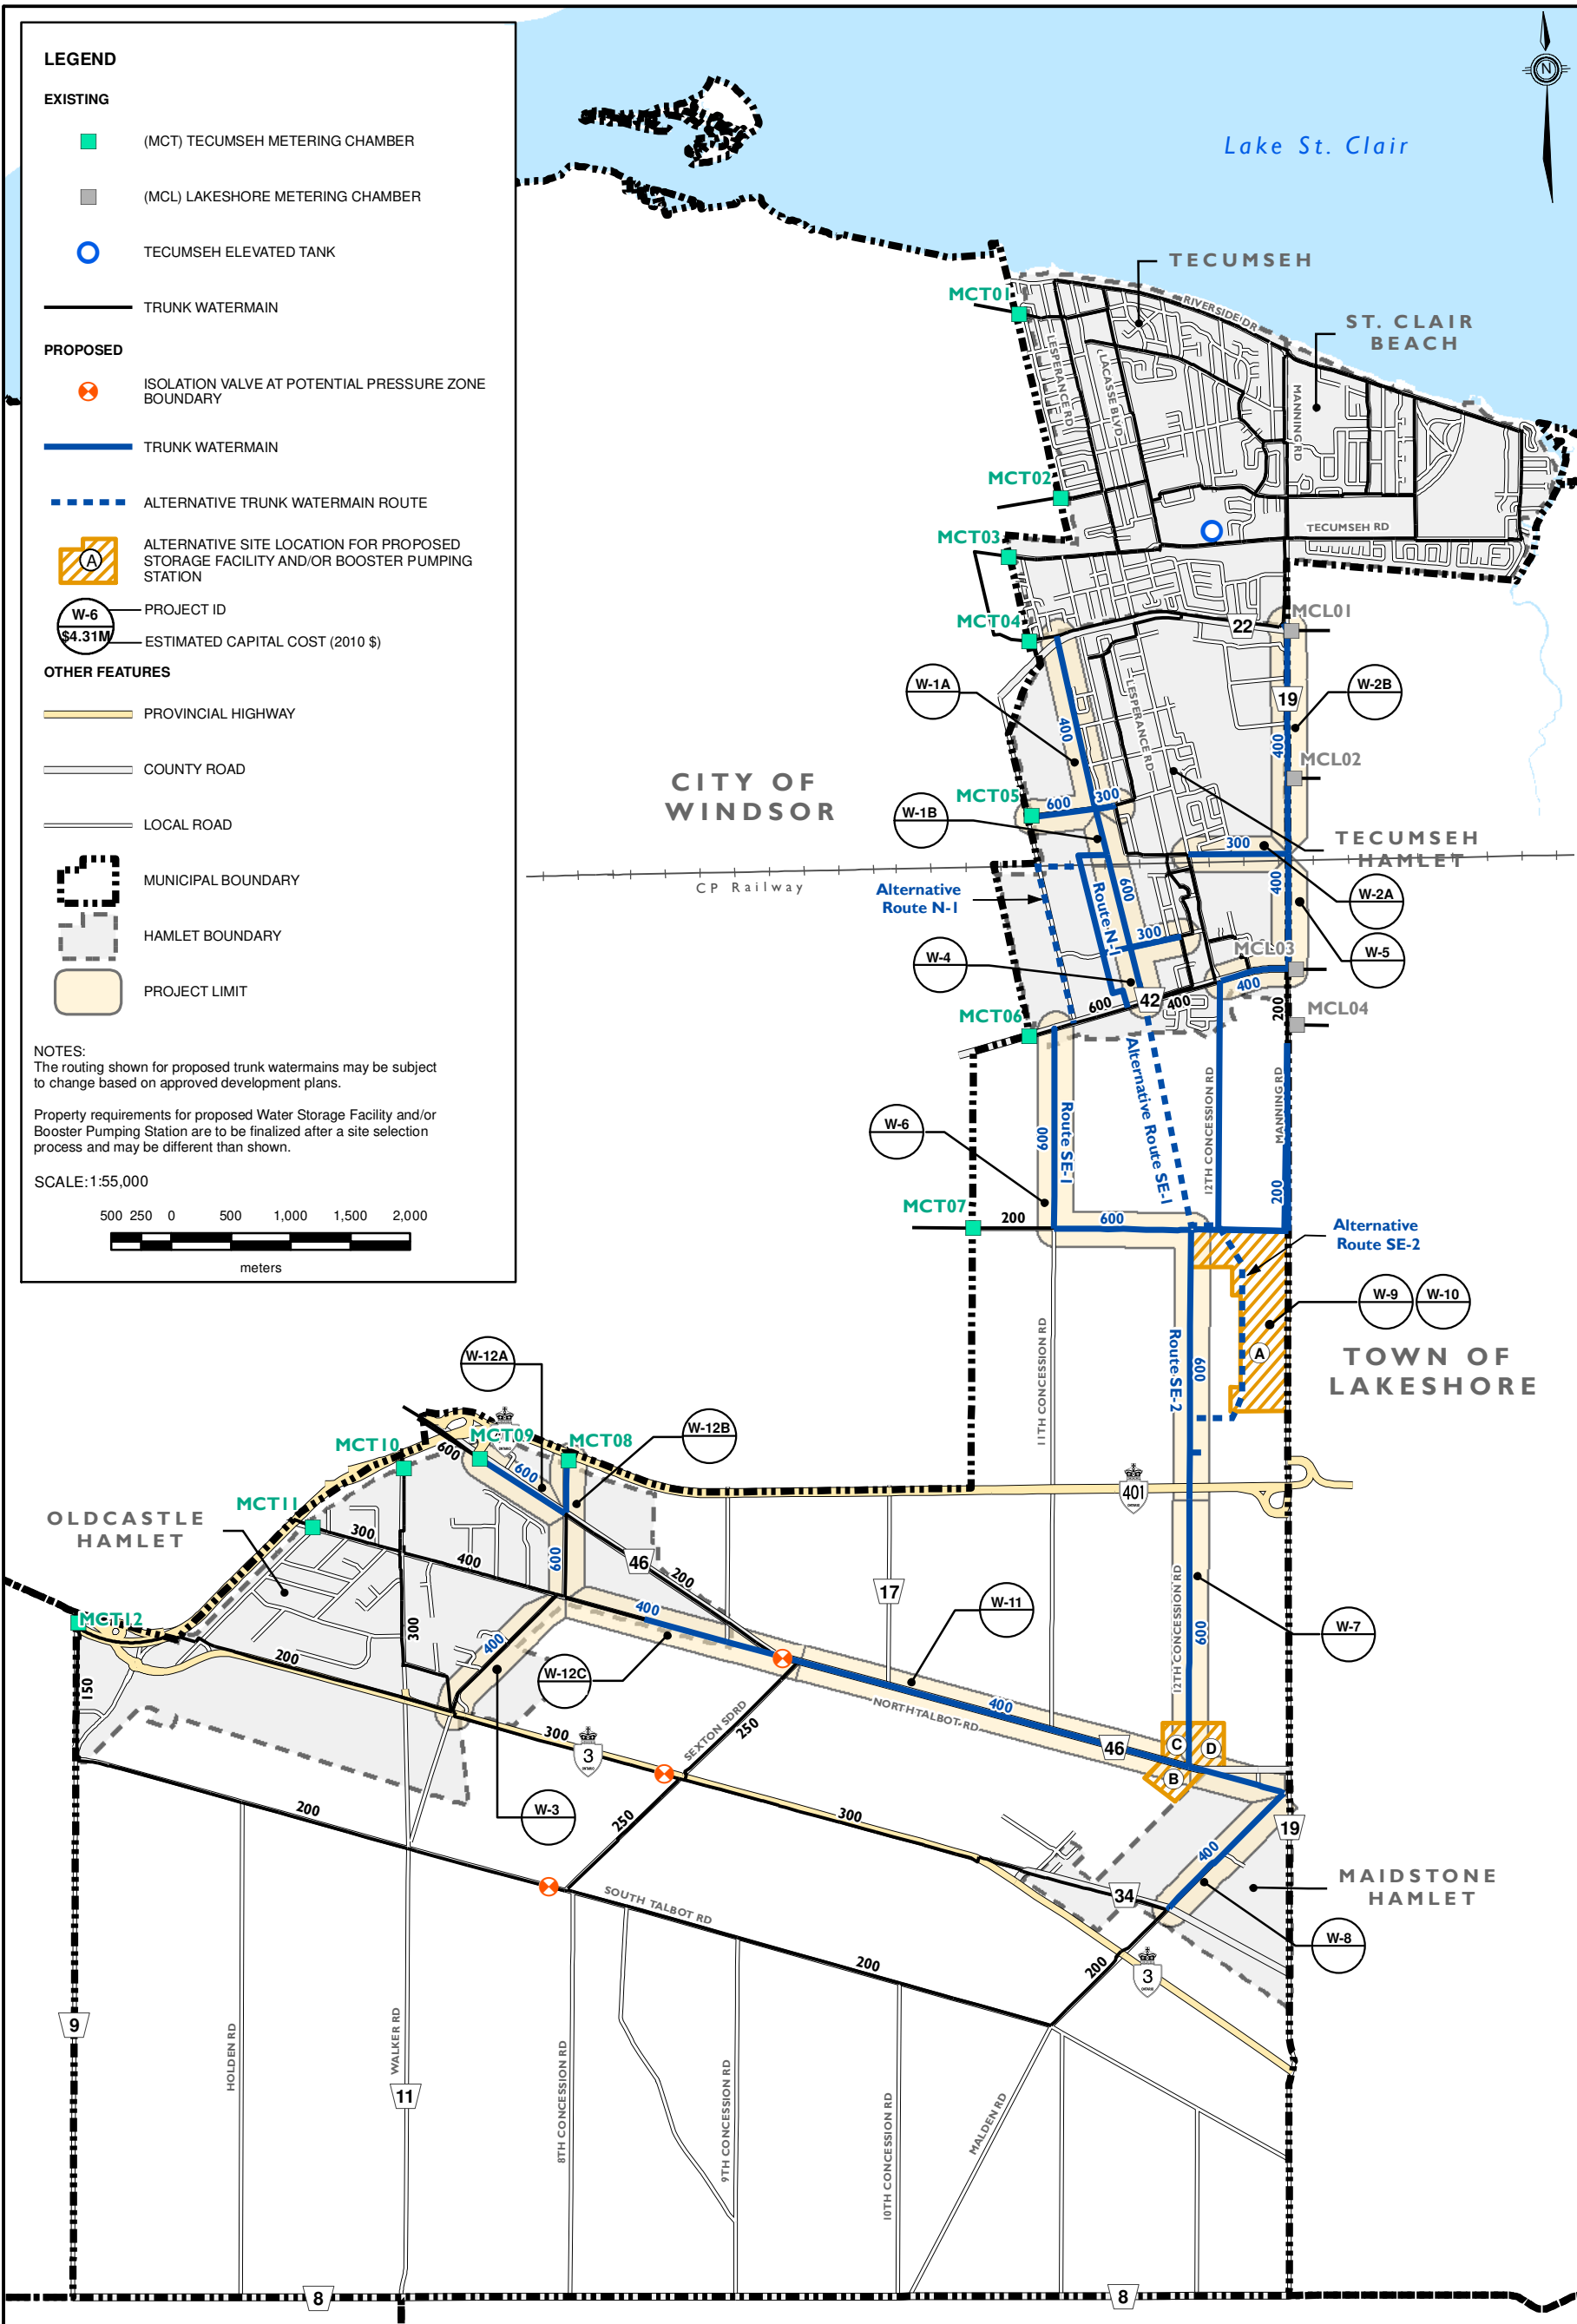 LEGEND
EXISTING
(MCT) TECUMSEH METERING CHAMBER
(MCL) LAKESHORE METERING CHAMBER
TECUMSEH ELEVATED TANK
TRUNK WATERMAIN
PROPOSED
ISOLATION VALVE AT POTENTIAL PRESSURE ZONE
BOUNDARY
TRUNK WATERMAIN
ALTERNATIVE TRUNK WATERMAIN ROUTE
A
ALTERNATIVE SITE LOCATION FOR PROPOSED
STORAGE FACILITY AND/OR BOOSTER PUMPING
STATION
W-6
$4.31M
PROJECT ID
ESTIMATED CAPITAL COST (2010 $)
OTHER FEATURES
PROVINCIAL HIGHWAY
COUNTY ROAD
LOCAL ROAD
MUNICIPAL BOUNDARY
HAMLET BOUNDARY
PROJECT LIMIT
NOTES:
The routing shown for proposed trunk watermains may be subject
to change based on approved development plans.
Property requirements for proposed Water Storage Facility and/or
Booster Pumping Station are to be finalized after a site selection
process and may be different than shown.
SCALE: 1:55,000
500 250 0 500 1,000 1,500 2,000
meters
N
Lake St. Clair
TECUMSEH
MCT01
RIVERSIDE DR
ST. CLAIR
BEACH
LESPERANCE RD
LACASSE BLVD
MANNING RD
MCT02
TECUMSEH RD
MCT03
MCT04
22
MCL01
W-1A
W-2B
19
400
LESPERANCE RD
400
MCL02
CITY OF
WINDSOR
MCT05
600
300
W-1B
300
TECUMSEH
HAMLET
CP Railway
Alternative
Route N-1
Route N-1
600
400
W-2A
300
W-4
MCL03
W-5
400
42
600
400
200
MCL04
MCT06
Alternative Route SE-1
12TH CONCESSION RD
MANNING RD
W-6
600
Route SE-1
200
MCT07
200
600
Alternative
Route SE-2
W-9
W-10
A
TOWN OF
LAKESHORE
11TH CONCESSION RD
Route SE-2
600
W-12A
W-12B
MCT10
MCT09
MCT08
600
600
401
ONTARIO
MCT11
OLDCASTLE
HAMLET
300
400
600
46
200
17
W-11
12TH CONCESSION RD
600
W-7
MCT12
300
400
400
200
W-12C
150
400
NORTH TALBOT RD
SEXTON SDRD
250
46
C
D
B
300
3
W-3
250
300
200
19
400
MAIDSTONE
HAMLET
34
SOUTH TALBOT RD
200
W-8
200
3
9
HOLDEN RD
WALKER RD
11
8TH CONCESSION RD
9TH CONCESSION RD
10TH CONCESSION RD
MALDEN RD
8
8